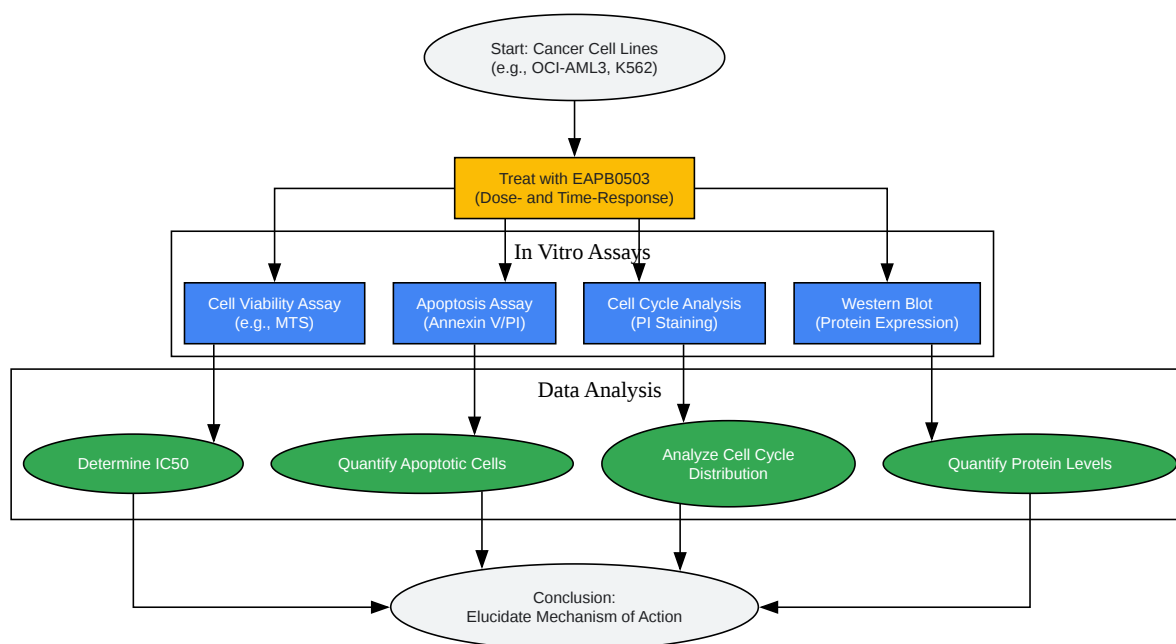 Start: Cancer Cell Lines
(e.g., OCI-AML3, K562)
Treat with EAPB0503
(Dose- and Time-Response)
In Vitro Assays
Cell Viability Assay
(e.g., MTS)
Apoptosis Assay
(Annexin V/PI)
Cell Cycle Analysis
(PI Staining)
Western Blot
(Protein Expression)
Data Analysis
Determine IC50
Quantify Apoptotic Cells
Analyze Cell Cycle
Distribution
Quantify Protein Levels
Conclusion:
Elucidate Mechanism of Action